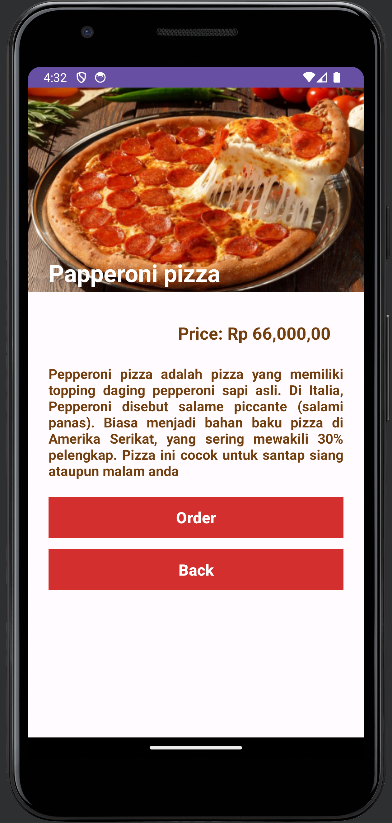 4:32
Papperoni pizza
Price: Rp 66,000,00
Pepperoni pizza adalah pizza yang memiliki
topping daging pepperoni sapi asli. Di Italia,
Pepperoni disebut salame piccante (salami
panas). Biasa menjadi bahan baku pizza di
Amerika Serikat, yang sering mewakili 30%
pelengkap. Pizza ini cocok untuk santap siang
ataupun malam anda
Order
Back